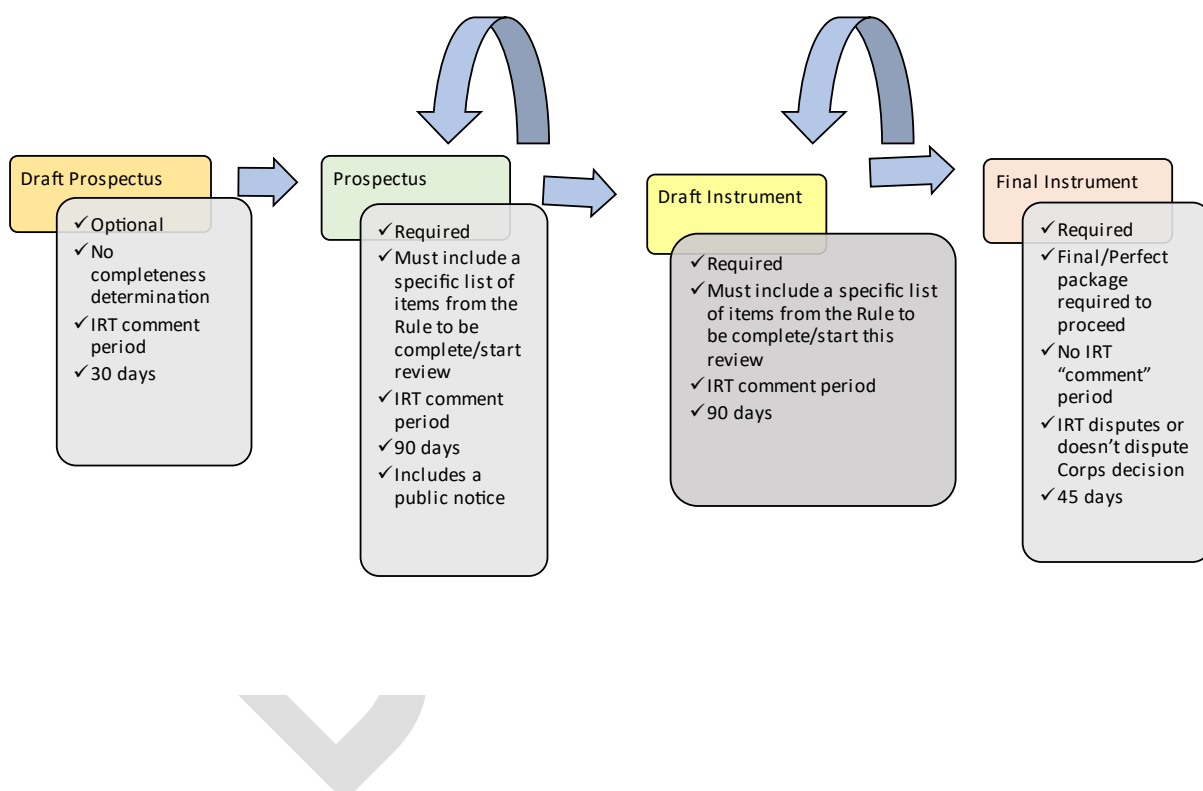 Draft Prospectus
✓Optional
✓No
completeness
determination
✓IRT comment
period
✓30 days
Prospectus
✓Required
✓Must include a
specific list of
items from the
Rule to be
complete/start
review
✓IRT comment
period
✓90 days
✓Includes a
public notice
Draft Instrument
✓Required
✓Must include a specific list
of items from the Rule to
be complete/start this
review
✓IRT comment period
✓90 days
Final Instrument
✓Required
✓Final/Perfect
package
required to
proceed
✓No IRT
“comment”
period
✓IRT disputes or
doesn’t dispute
Corps decision
✓45 days